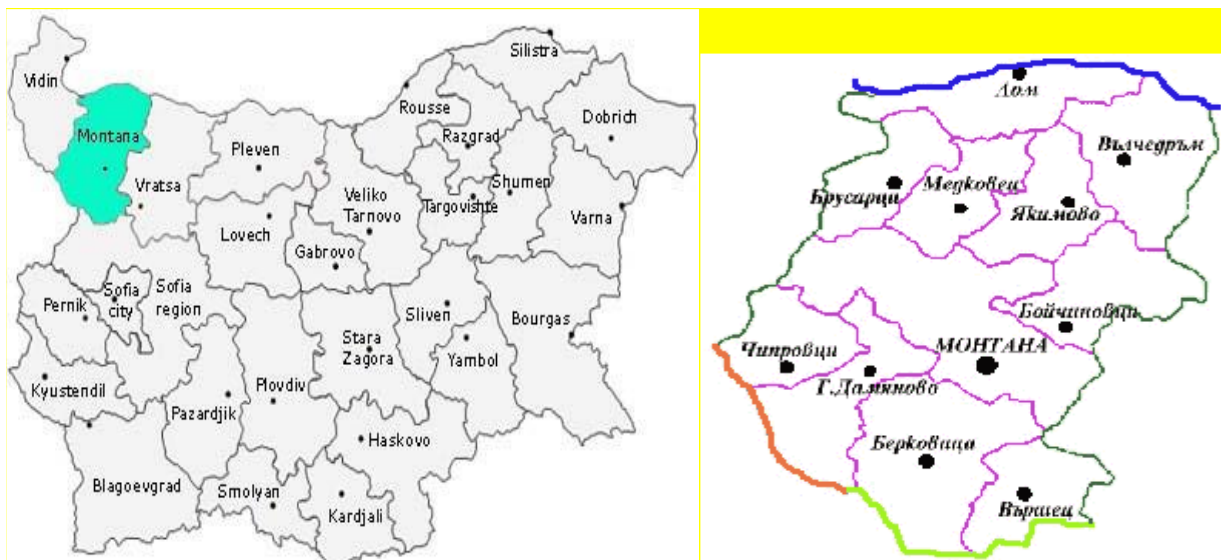 Silistra
Vidin
Rousse
Dobrich
Montana
Razgrad
Pleven
Shumen
Vratsa
Veliko
Tarnovo
Targovishte
Varna
Lovech
Gabrovo
Sofia
city
Sofia
region
Pernik
Sliven
Bourgas
Stara
Zagora
Yambol
Kyustendil
Plovdiv
Pazardjik
Haskovo
Blagoevgrad
Smolyan
Kardjali
Лом
Вълчедръм
Брусарци
Медковец
Якимово
Бойчиновци
Чипровци
МОНТАНА
Г.Дамяново
Берковица
Вършец